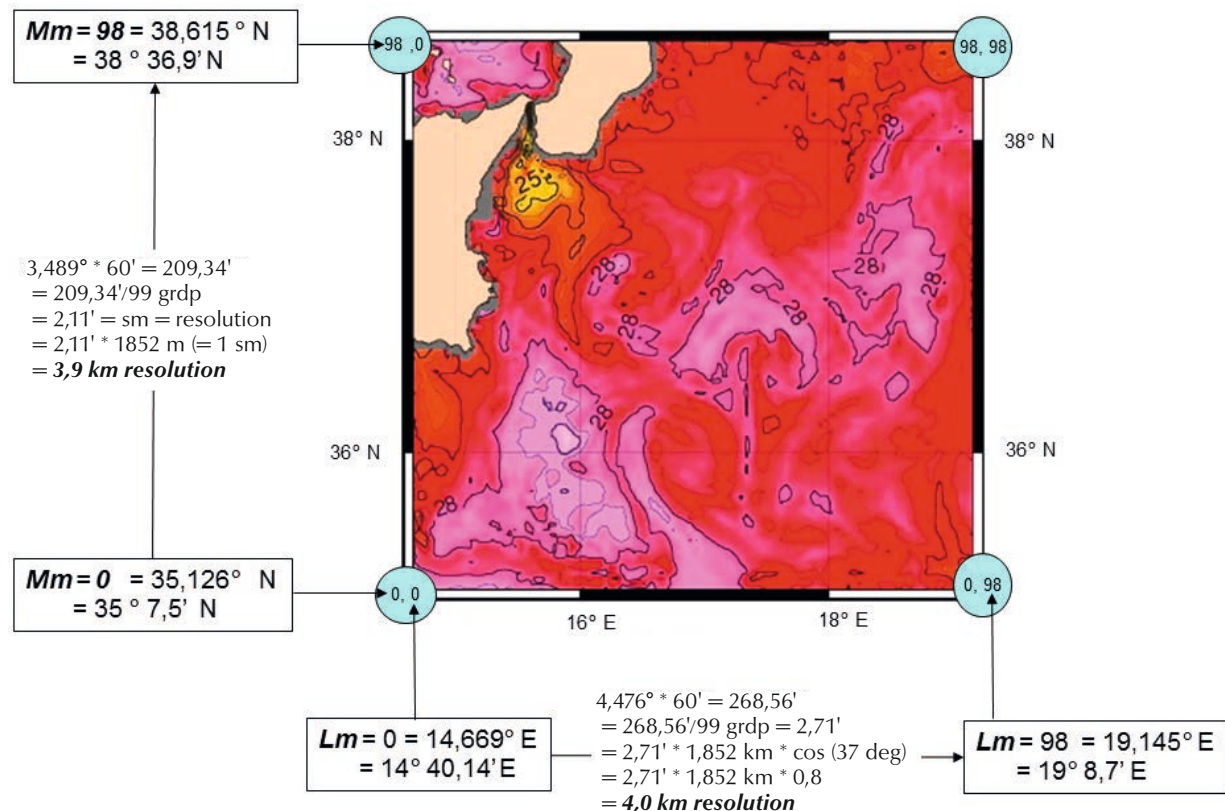 Mm = 98 = 38,615 ° N
= 38 ° 36,9' N
98 ,0
98, 98
27
28
38° N
38° N
25
3,489° * 60' = 209,34'
= 209,34'/99 grdp
= 2,11' = sm = resolution
= 2,11' * 1852 m (= 1 sm)
= 3,9 km resolution
28
28
28
28
28
28
28
36° N
36° N
28
Mm = 0 = 35,126° N
= 35 ° 7,5' N
0, 0
0, 98
16° E
18° E
Lm = 0 = 14,669° E
= 14° 40,14' E
4,476° * 60' = 268,56'
= 268,56'/99 grdp = 2,71'
= 2,71' * 1,852 km * cos (37 deg)
= 2,71' * 1,852 km * 0,8
= 4,0 km resolution
Lm = 98 = 19,145° E
= 19° 8,7' E